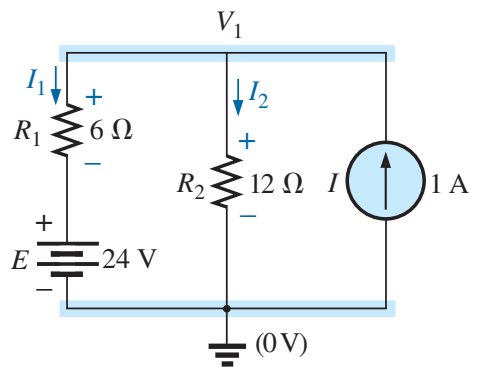 V₁
I₁ + I₂
R₁ 6 Ω +
− R₂ 12 Ω I 1 A
+ −
E 24 V
−
(0 V)